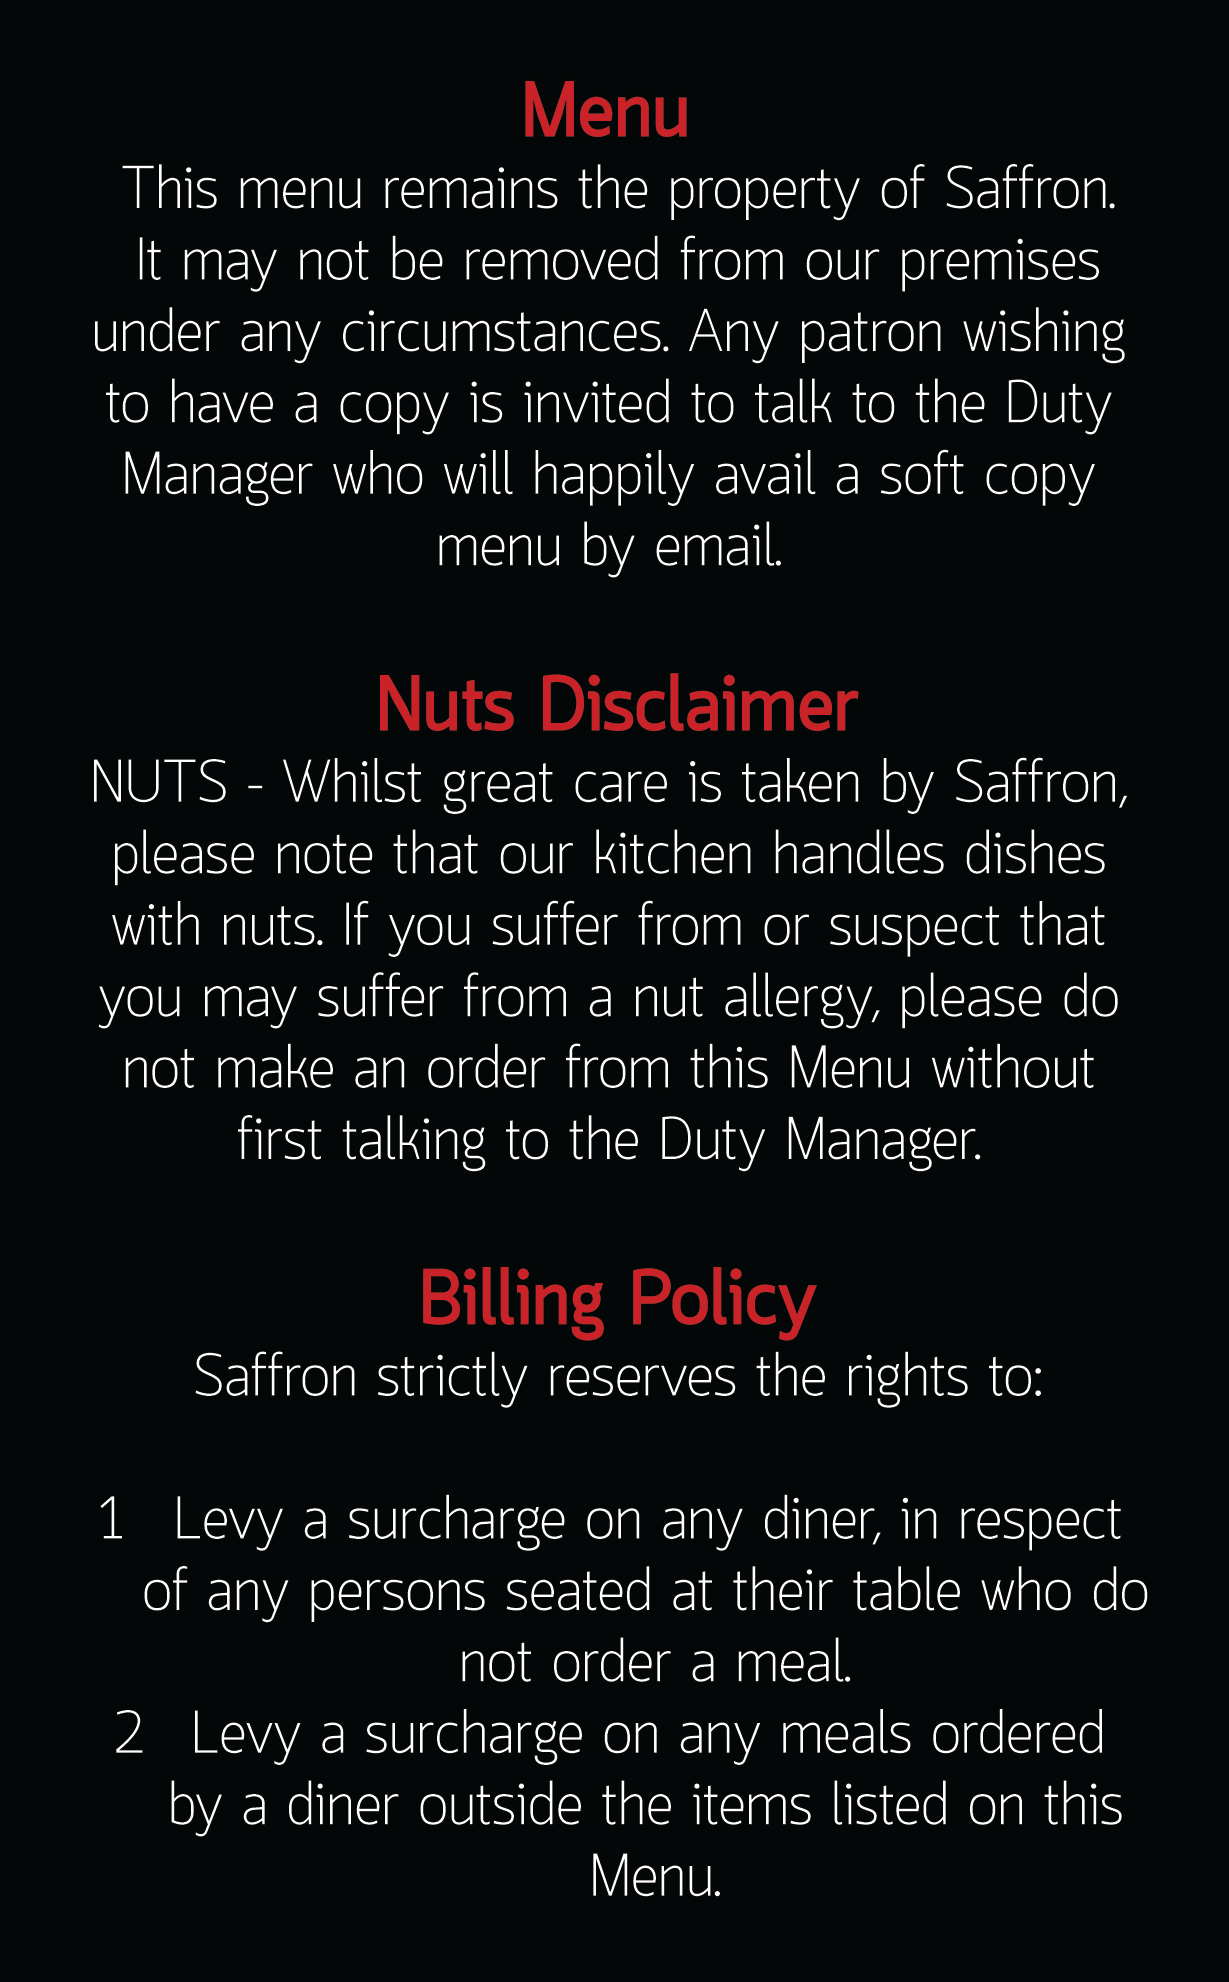 Menu
This menu remains the property of Saffron.
It may not be removed from our premises
under any circumstances. Any patron wishing
to have a copy is invited to talk to the Duty
Manager who will happily avail a soft copy
menu by email.
Nuts Disclaimer
NUTS - Whilst great care is taken by Saffron,
please note that our kitchen handles dishes
with nuts. If you suffer from or suspect that
you may suffer from a nut allergy, please do
not make an order from this Menu without
first talking to the Duty Manager.
Billing Policy
Saffron strictly reserves the rights to:
1 Levy a surcharge on any diner, in respect
of any persons seated at their table who do
not order a meal.
2 Levy a surcharge on any meals ordered
by a diner outside the items listed on this
Menu.